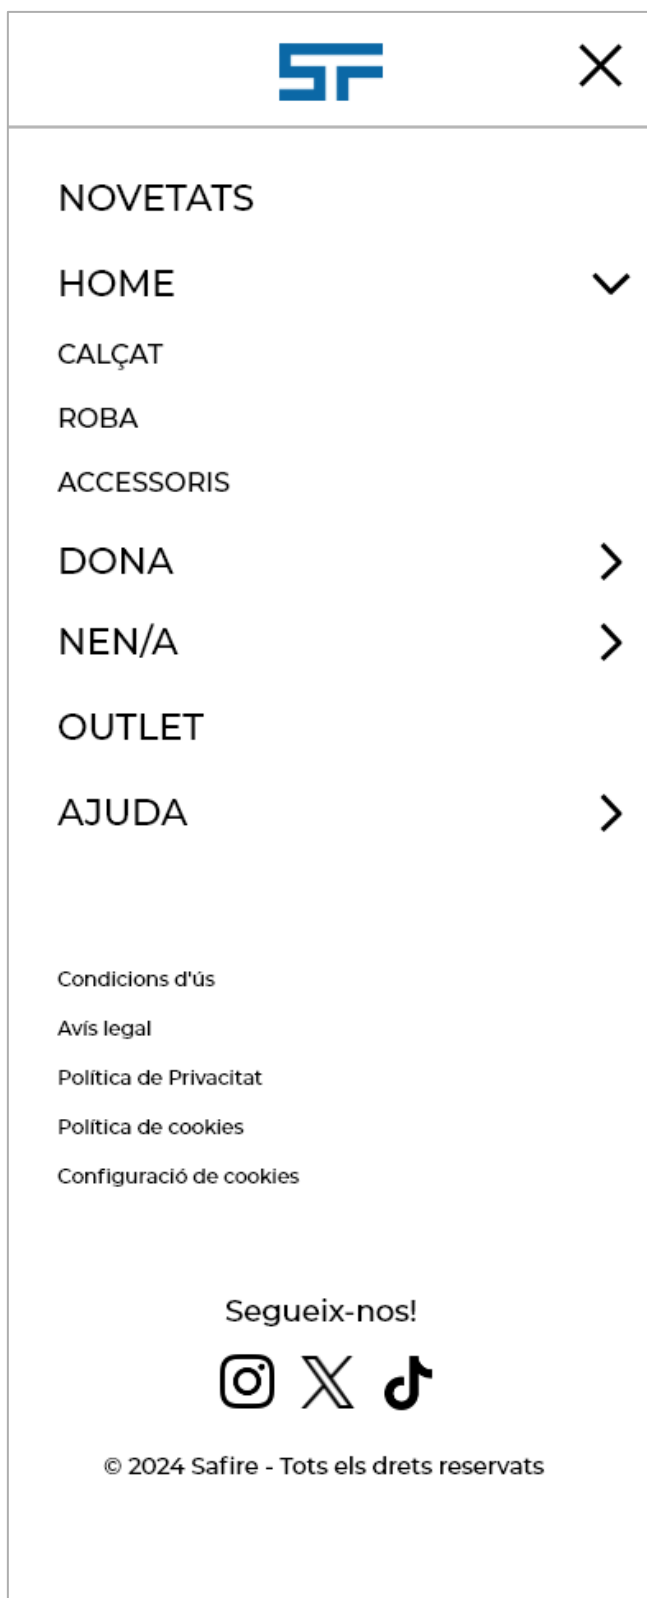 SF
NOVETATS
HOME
CALÇAT
ROBA
ACCESSORIS
DONA
NEN/A
OUTLET
AJUDA
Condicions d'ús
Avís legal
Política de Privacitat
Política de cookies
Configuració de cookies
Segueix-nos!
© 2024 Safire - Tots els drets reservats